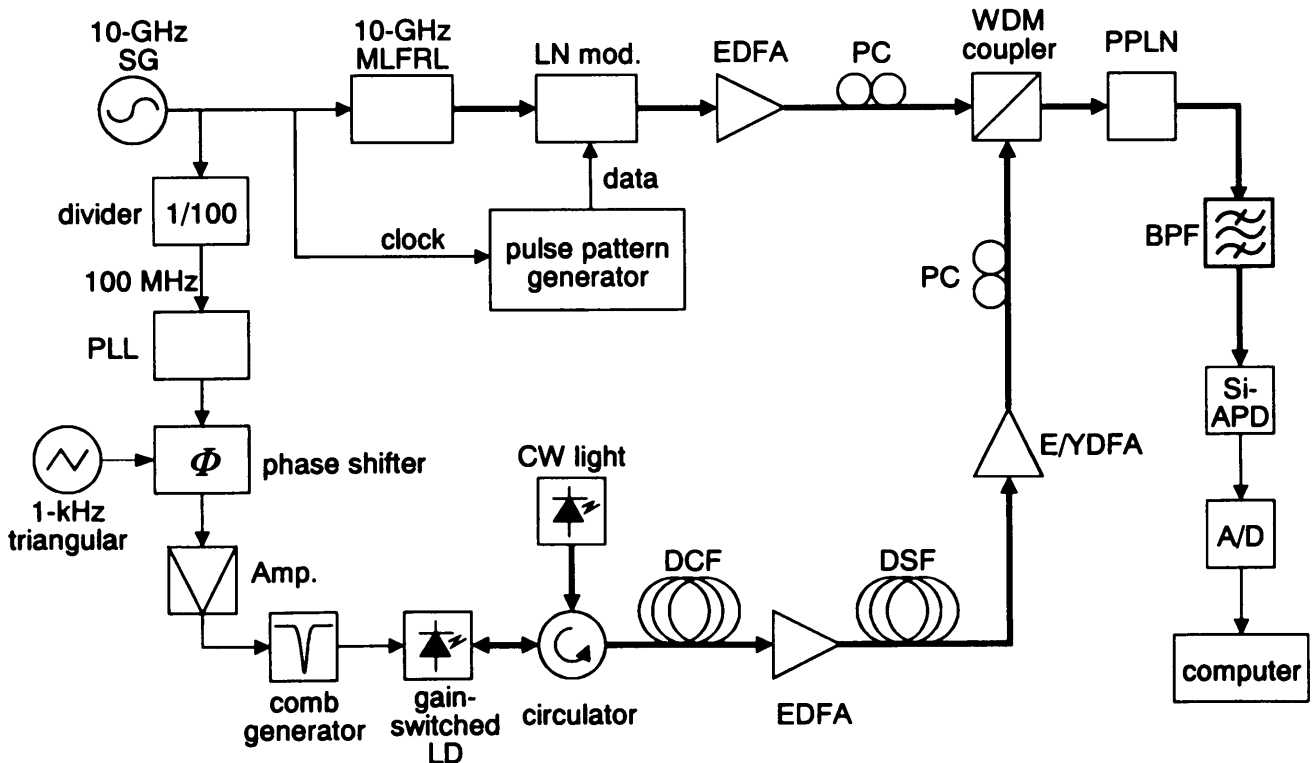 10-GHz
SG
10-GHz
MLFRL
LN mod.
EDFA
PC
WDM
coupler
PPLN
divider
1/100
data
clock
pulse pattern
generator
BPF
100 MHz
PC
PLL
Si-
APD
Φ
phase shifter
CW light
E/YDFA
1-kHz
triangular
A/D
Amp.
DCF
DSF
computer
comb
generator
gain-
switched
LD
circulator
EDFA